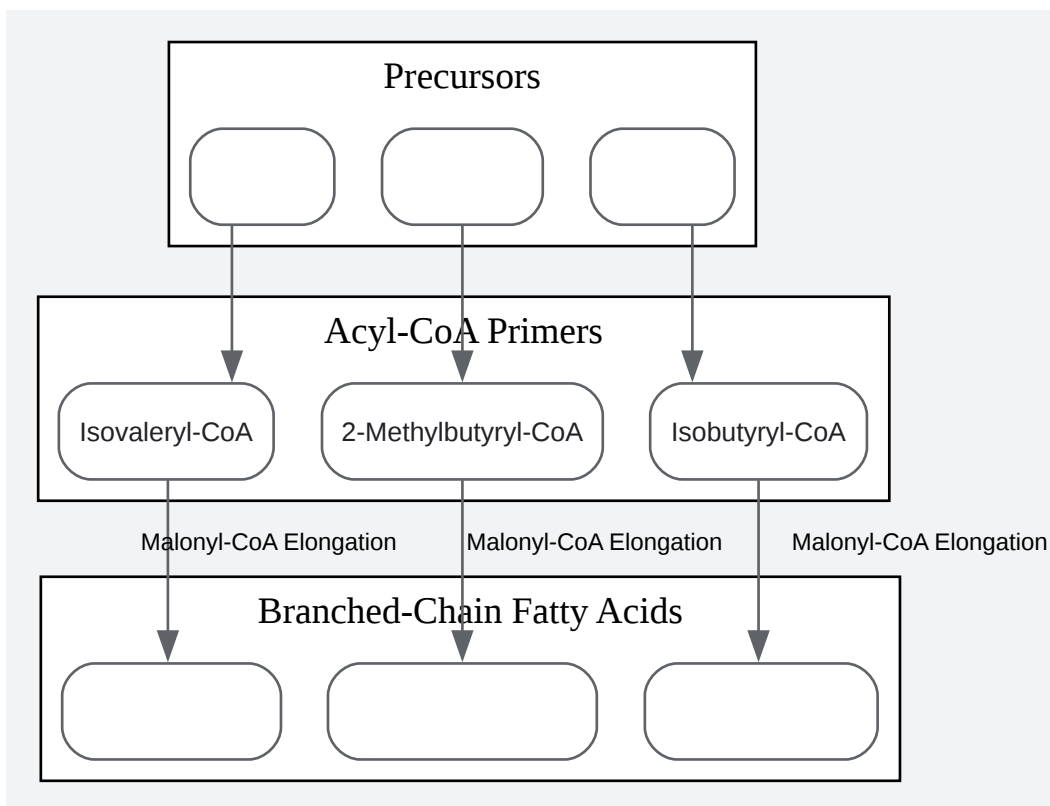 Precursors
Acyl-CoA Primers
Isovaleryl-CoA
2-Methylbutyryl-CoA
Isobutyryl-CoA
Malonyl-CoA Elongation
Malonyl-CoA Elongation
Malonyl-CoA Elongation
Branched-Chain Fatty Acids